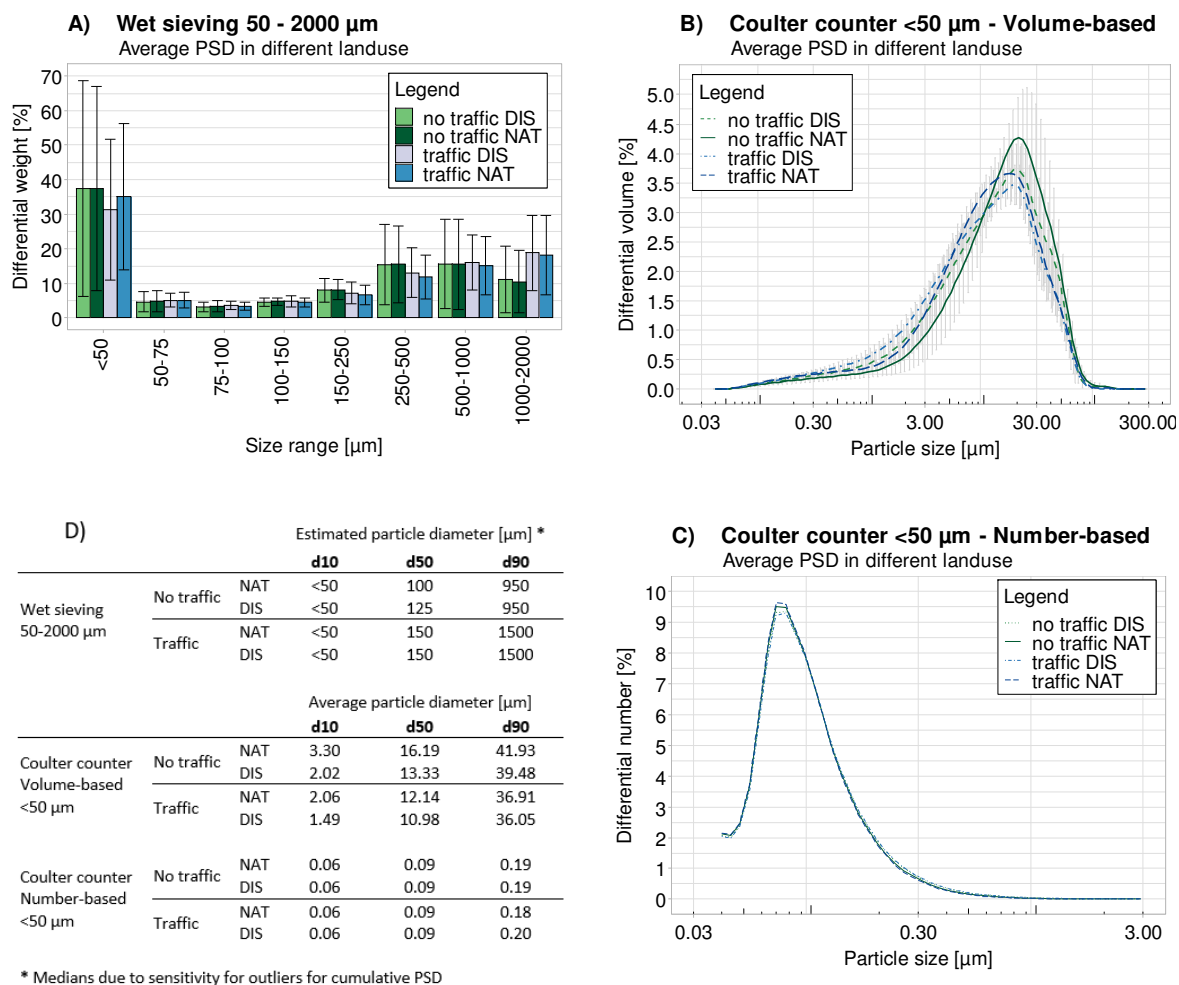 A) Wet sieving 50 - 2000 µm
Average PSD in different landuse
Differential weight [%]
70
60
50
40
30
20
10
0
Legend
no traffic DIS
no traffic NAT
traffic DIS
traffic NAT
<50
50-75
75-100
100-150
150-250
250-500
500-1000
1000-2000
Size range [µm]
B) Coulter counter <50 µm - Volume-based
Average PSD in different landuse
Differential volume [%]
5.0
4.5
4.0
3.5
3.0
2.5
2.0
1.5
1.0
0.5
0.0
Legend
no traffic DIS
no traffic NAT
traffic DIS
traffic NAT
0.03 0.30 3.00 30.00 300.00
Particle size [µm]
D)
Estimated particle diameter [µm] *
d10 d50 d90
Wet sieving
50-2000 µm
No traffic
NAT <50 100 950
DIS <50 125 950
Traffic
NAT <50 150 1500
DIS <50 150 1500
Average particle diameter [µm]
d10 d50 d90
Coulter counter
Volume-based
<50 µm
No traffic
NAT 3.30 16.19 41.93
DIS 2.02 13.33 39.48
Traffic
NAT 2.06 12.14 36.91
DIS 1.49 10.98 36.05
Coulter counter
Number-based
<50 µm
No traffic
NAT 0.06 0.09 0.19
DIS 0.06 0.09 0.19
Traffic
NAT 0.06 0.09 0.18
DIS 0.06 0.09 0.20
* Medians due to sensitivity for outliers for cumulative PSD
C) Coulter counter <50 µm - Number-based
Average PSD in different landuse
Differential number [%]
10
9
8
7
6
5
4
3
2
1
0
Legend
no traffic DIS
no traffic NAT
traffic DIS
traffic NAT
0.03 0.30 3.00
Particle size [µm]